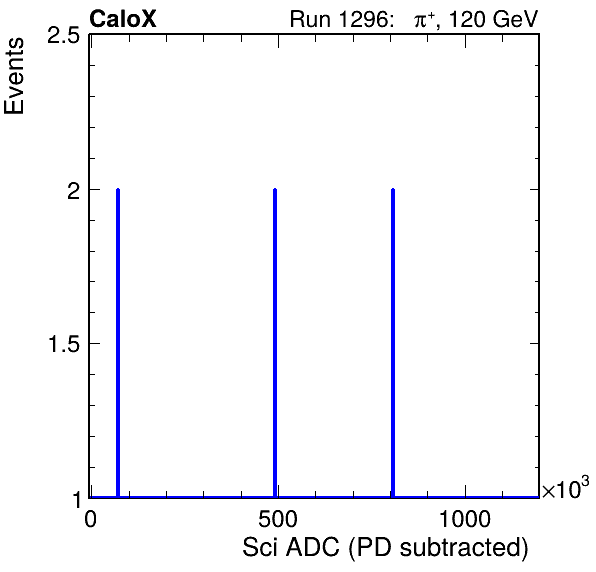 CaloX Run 1296: π⁺, 120 GeV
Events
2.5
2
1.5
1
0 500 1000 ×10³
Sci ADC (PD subtracted)